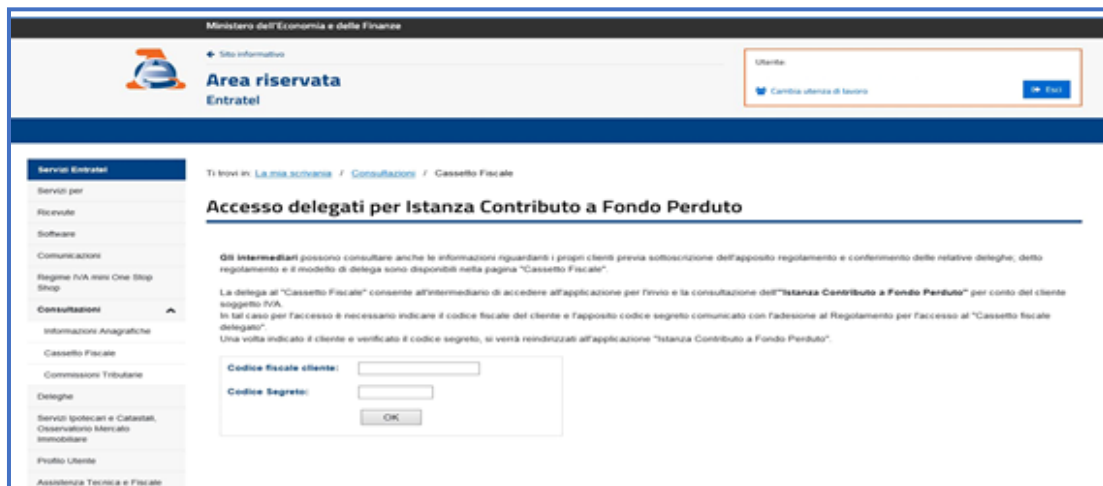 Ministero dell'Economia e delle Finanze
Sito informativo
Area riservata
Entratel
Utente:
Cambia utenza di lavoro
Esci
Servizi Entratel
Servizi per
Ricevute
Software
Comunicazioni
Regime IVA mini One Stop
Shop
Consultazioni
Informazioni Anagrafiche
Cassetto Fiscale
Commissioni Tributarie
Deleghe
Servizi Ipotecari e Catastali,
Osservatorio Mercato
Immobiliare
Profilo Utente
Assistenza Tecnica e Fiscale
Ti trovi in: La mia scrivania / Consultazioni / Cassetto Fiscale
Accesso delegati per Istanza Contributo a Fondo Perduto
Gli intermediari possono consultare anche le informazioni riguardanti i propri clienti previa sottoscrizione dell'apposito regolamento e conferimento delle relative deleghe; detto
regolamento e il modello di delega sono disponibili nella pagina "Cassetto Fiscale".
La delega al "Cassetto Fiscale" consente all'intermediario di accedere all'applicazione per l'invio e la consultazione dell'"Istanza Contributo a Fondo Perduto" per conto del cliente
soggetto IVA.
In tal caso per l'accesso è necessario indicare il codice fiscale del cliente e l'apposito codice segreto comunicato con l'adesione al Regolamento per l'accesso al "Cassetto fiscale
delegato".
Una volta indicato il cliente e verificato il codice segreto, si verrà reindirizzati all'applicazione "Istanza Contributo a Fondo Perduto".
Codice fiscale cliente:
Codice Segreto:
OK